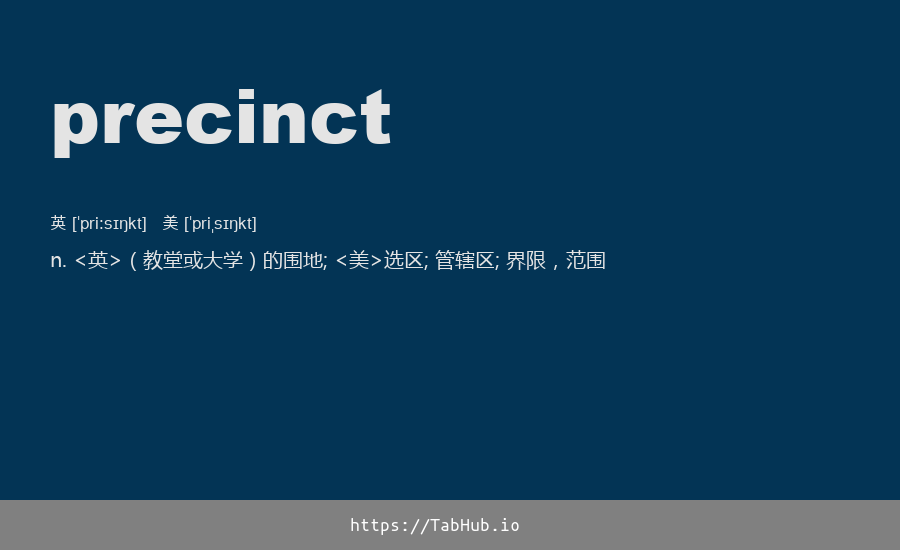 precinct
英 [ˈpriːsɪŋkt] 美 [ˈpriˌsɪŋkt]
n. <英>（教堂或大学）的围地; <美>选区; 管辖区; 界限，范围
https://TabHub.io